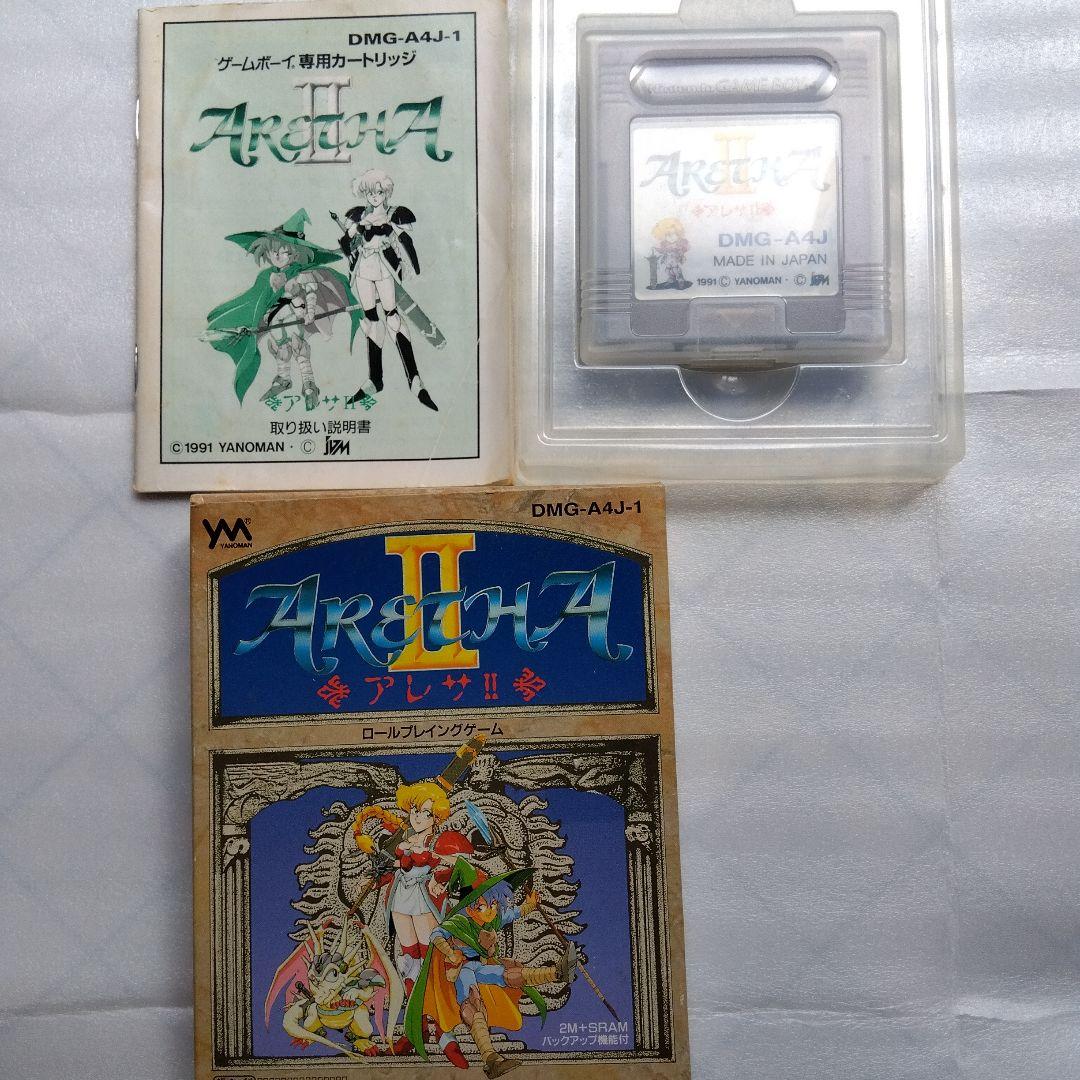 DMG-A4J-1
ゲームボーイ®専用カートリッジ
ARETHA II
アレサII
取り扱い説明書
©1991 YANOMAN・© JVM
Nintendo GAME BOY
ARETHA II
アレサII
DMG-A4J
MADE IN JAPAN
1991 © YANOMAN・©
YM®
YANOMAN
DMG-A4J-1
ARETHA II
アレサII
ロールプレイングゲーム
2M+SRAM
バックアップ機能付